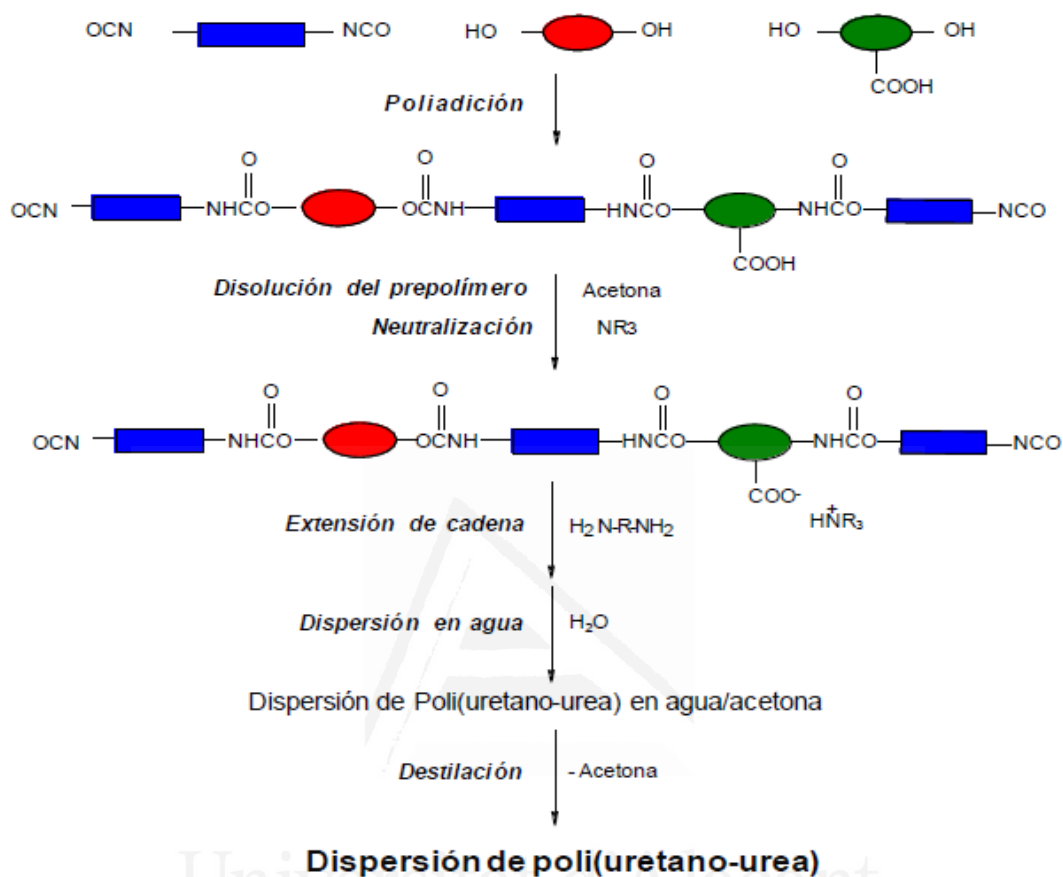 OCN NCO HO OH HO OH
COOH
Poliadición
O O O O
OCN NHCO OCNH HNCO NHCO NCO
COOH
Disolución del prepolímero Acetona
Neutralización NR3
O O O O
OCN NHCO OCNH HNCO NHCO NCO
COO-
HNR3 +
Extensión de cadena H2N-R-NH2
Dispersión en agua H2O
Dispersión de Poli(uretano-urea) en agua/acetona
Destilación - Acetona
Dispersión de poli(uretano-urea)